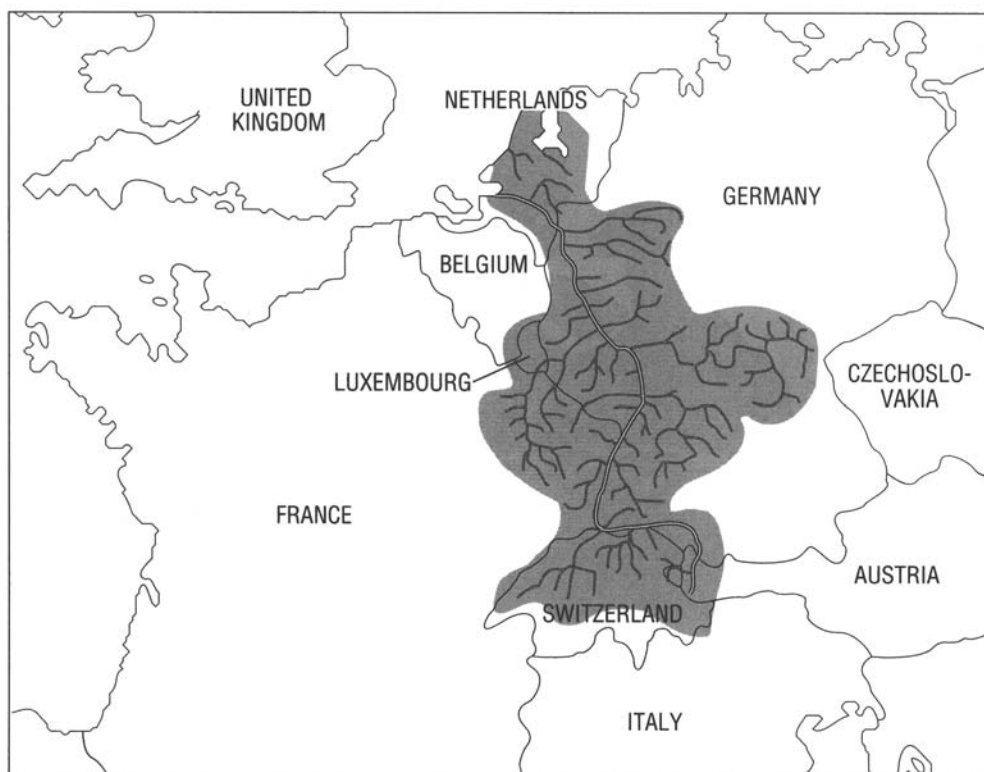 UNITED
KINGDOM
NETHERLANDS
GERMANY
BELGIUM
LUXEMBOURG
CZECHOSLO-
VAKIA
FRANCE
AUSTRIA
SWITZERLAND
ITALY